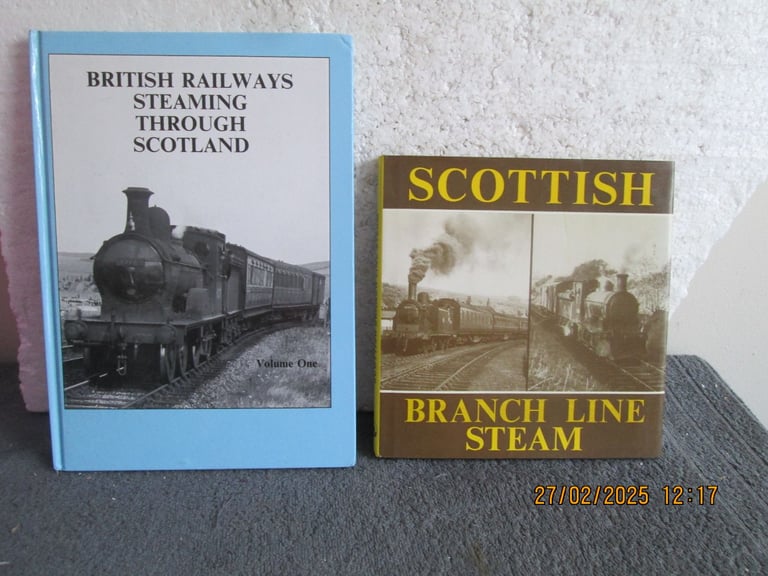 BRITISH RAILWAYS
STEAMING
THROUGH
SCOTLAND
Volume One
SCOTTISH
BRANCH LINE
STEAM
27/02/2025 12:17